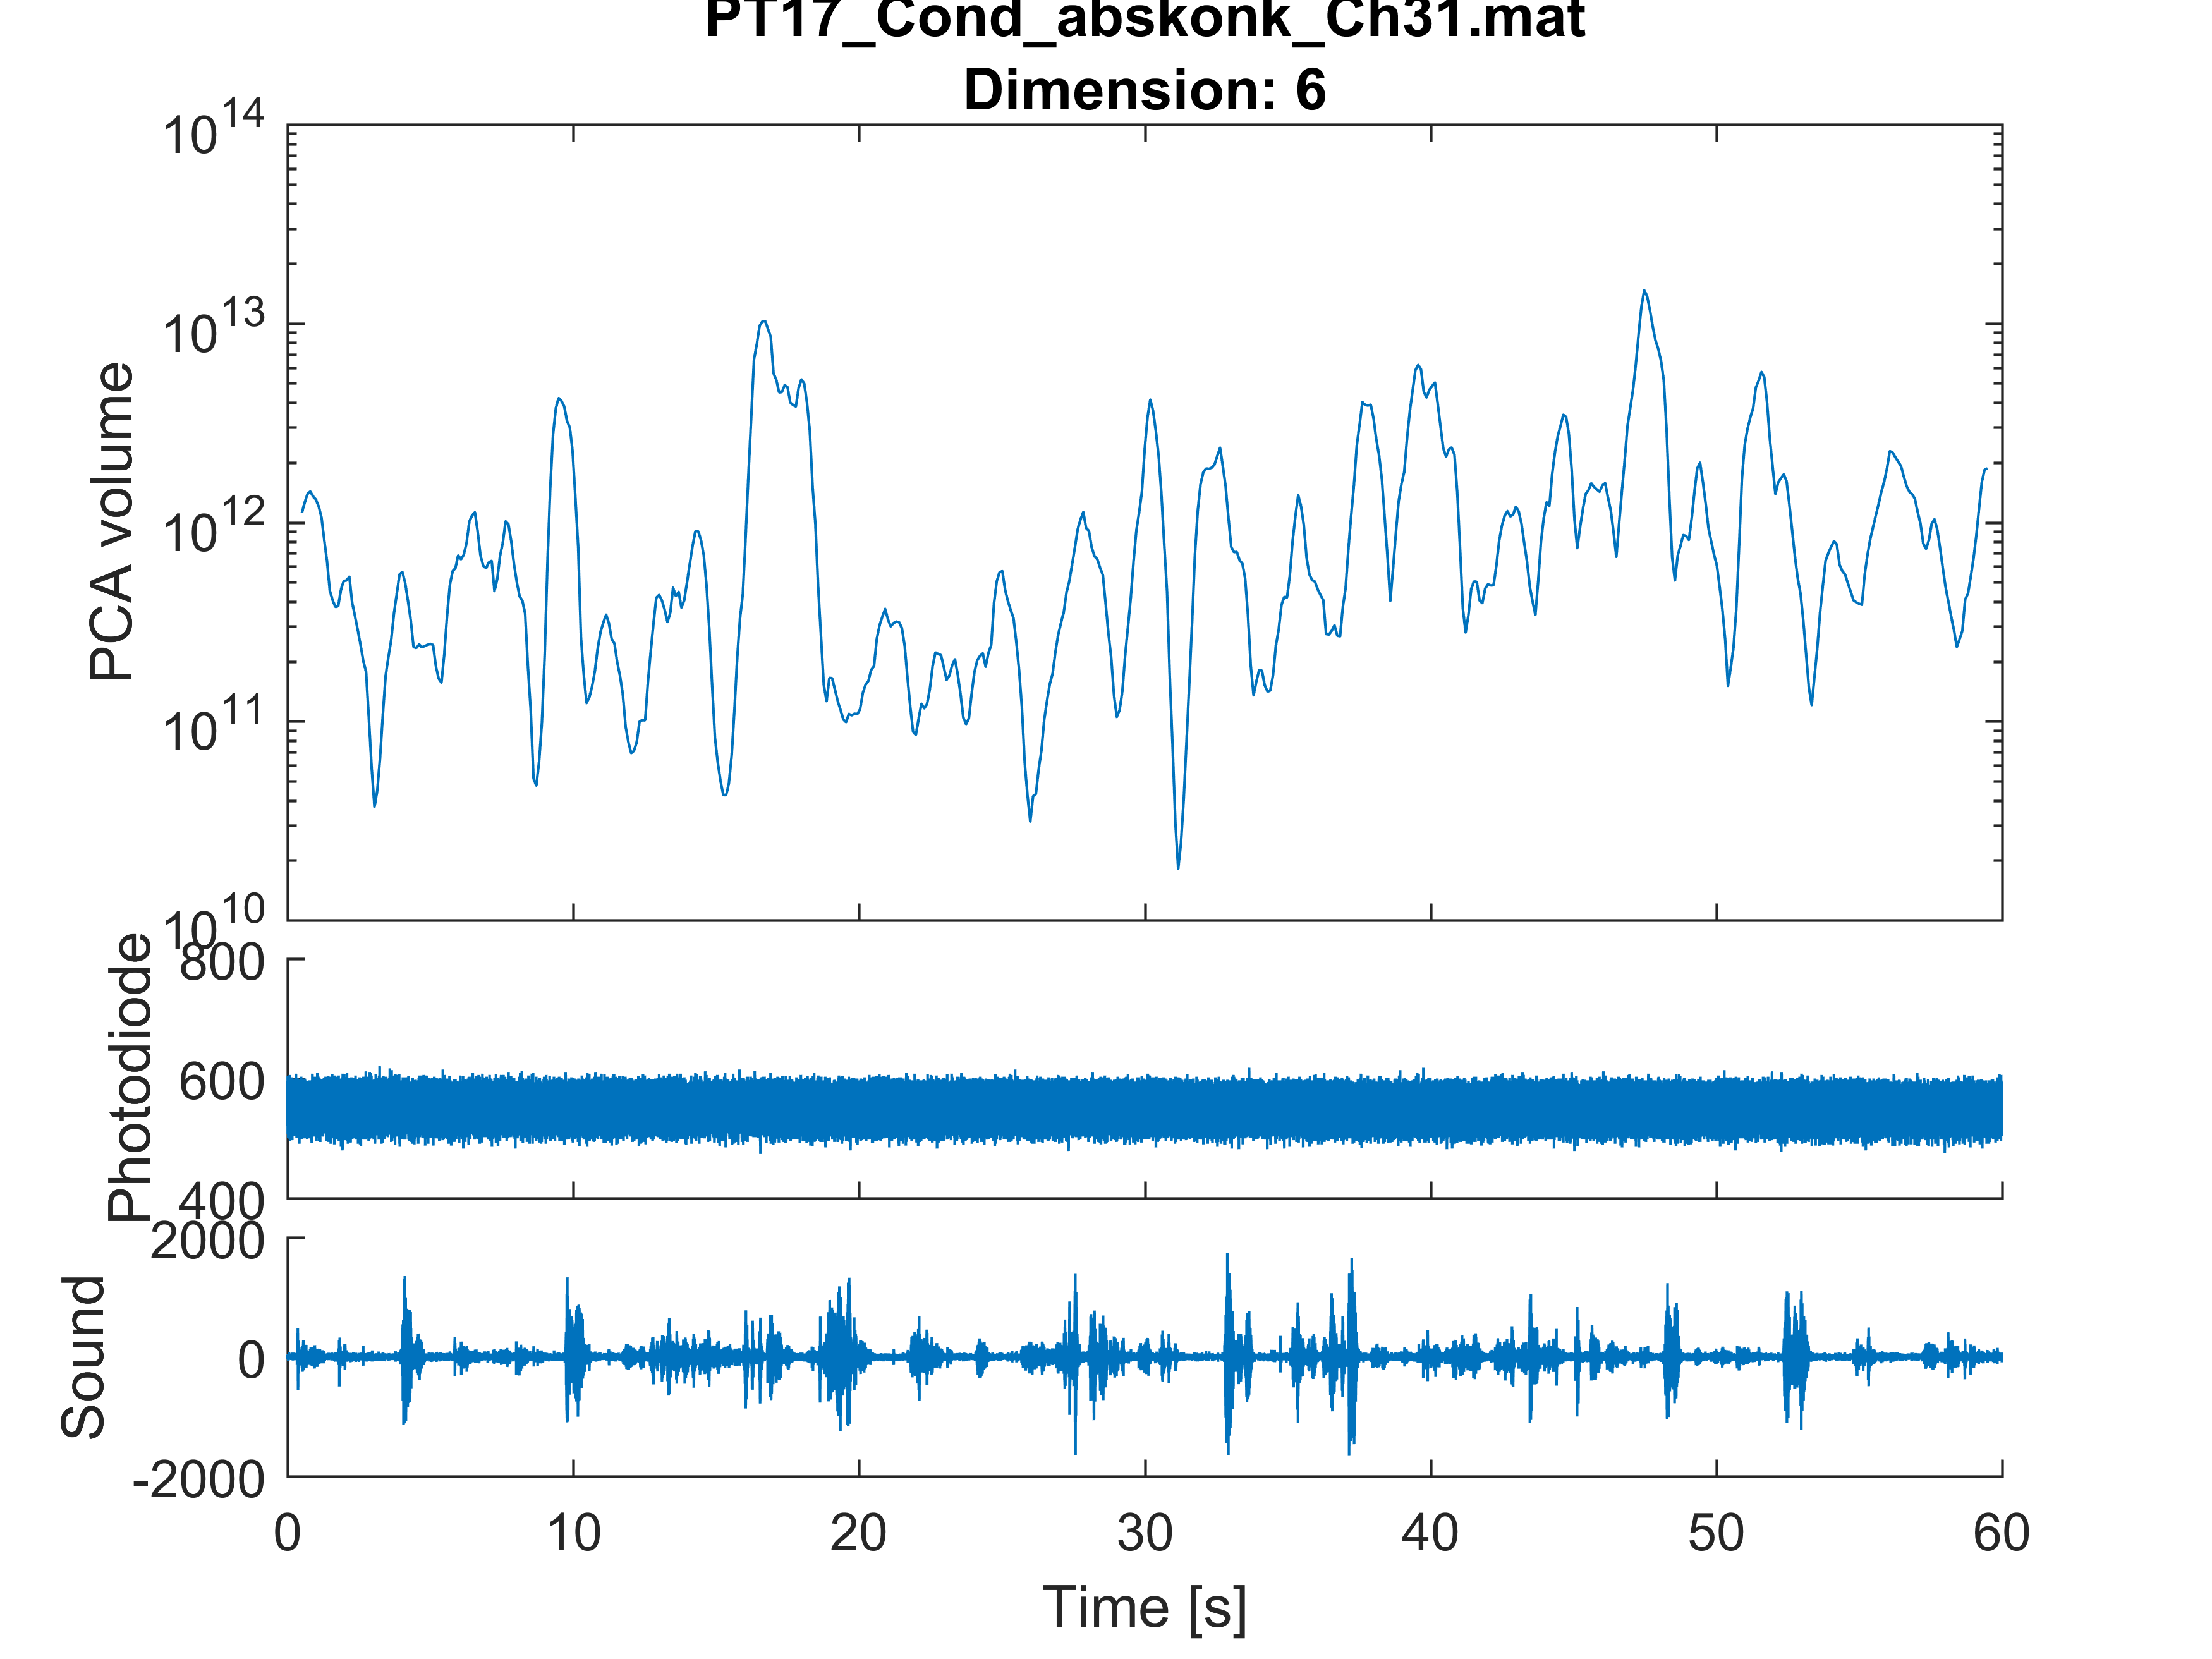 PT17_Cond_abskonk_Ch31.mat
Dimension: 6
PCA volume
10^14
10^13
10^12
10^11
10^10
Photodiode
800
600
400
Sound
2000
0
-2000
0 10 20 30 40 50 60
Time [s]